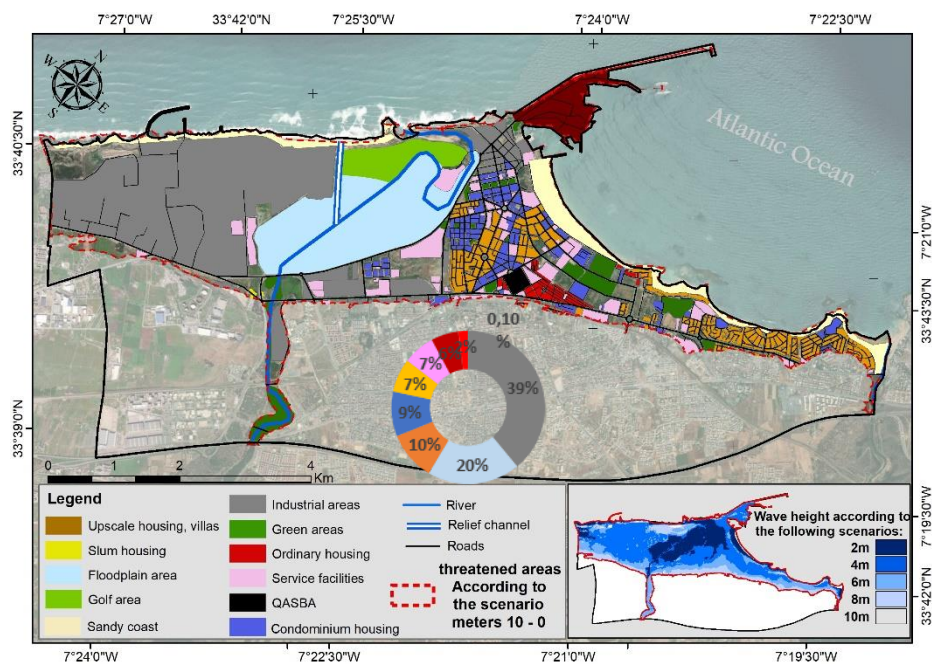 7°27'0"W
33°42'0"N
7°25'30"W
7°24'0"W
7°22'30"W
N
W
E
S
Atlantic Ocean
33°40'30"N
7°21'0"W
33°43'30"N
33°39'0"N
7°19'30"W
33°42'0"N
0,10
%
39%
20%
10%
9%
7%
7%
0
1
2
4
Km
Legend
Upscale housing, villas
Slum housing
Floodplain area
Golf area
Sandy coast
Industrial areas
Green areas
Ordinary housing
Service facilities
QASBA
Condominium housing
River
Relief channel
Roads
threatened areas
According to
the scenario
meters 10 - 0
Wave height according to
the following scenarios:
2m
4m
6m
8m
10m
7°24'0"W
7°22'30"W
7°21'0"W
7°19'30"W